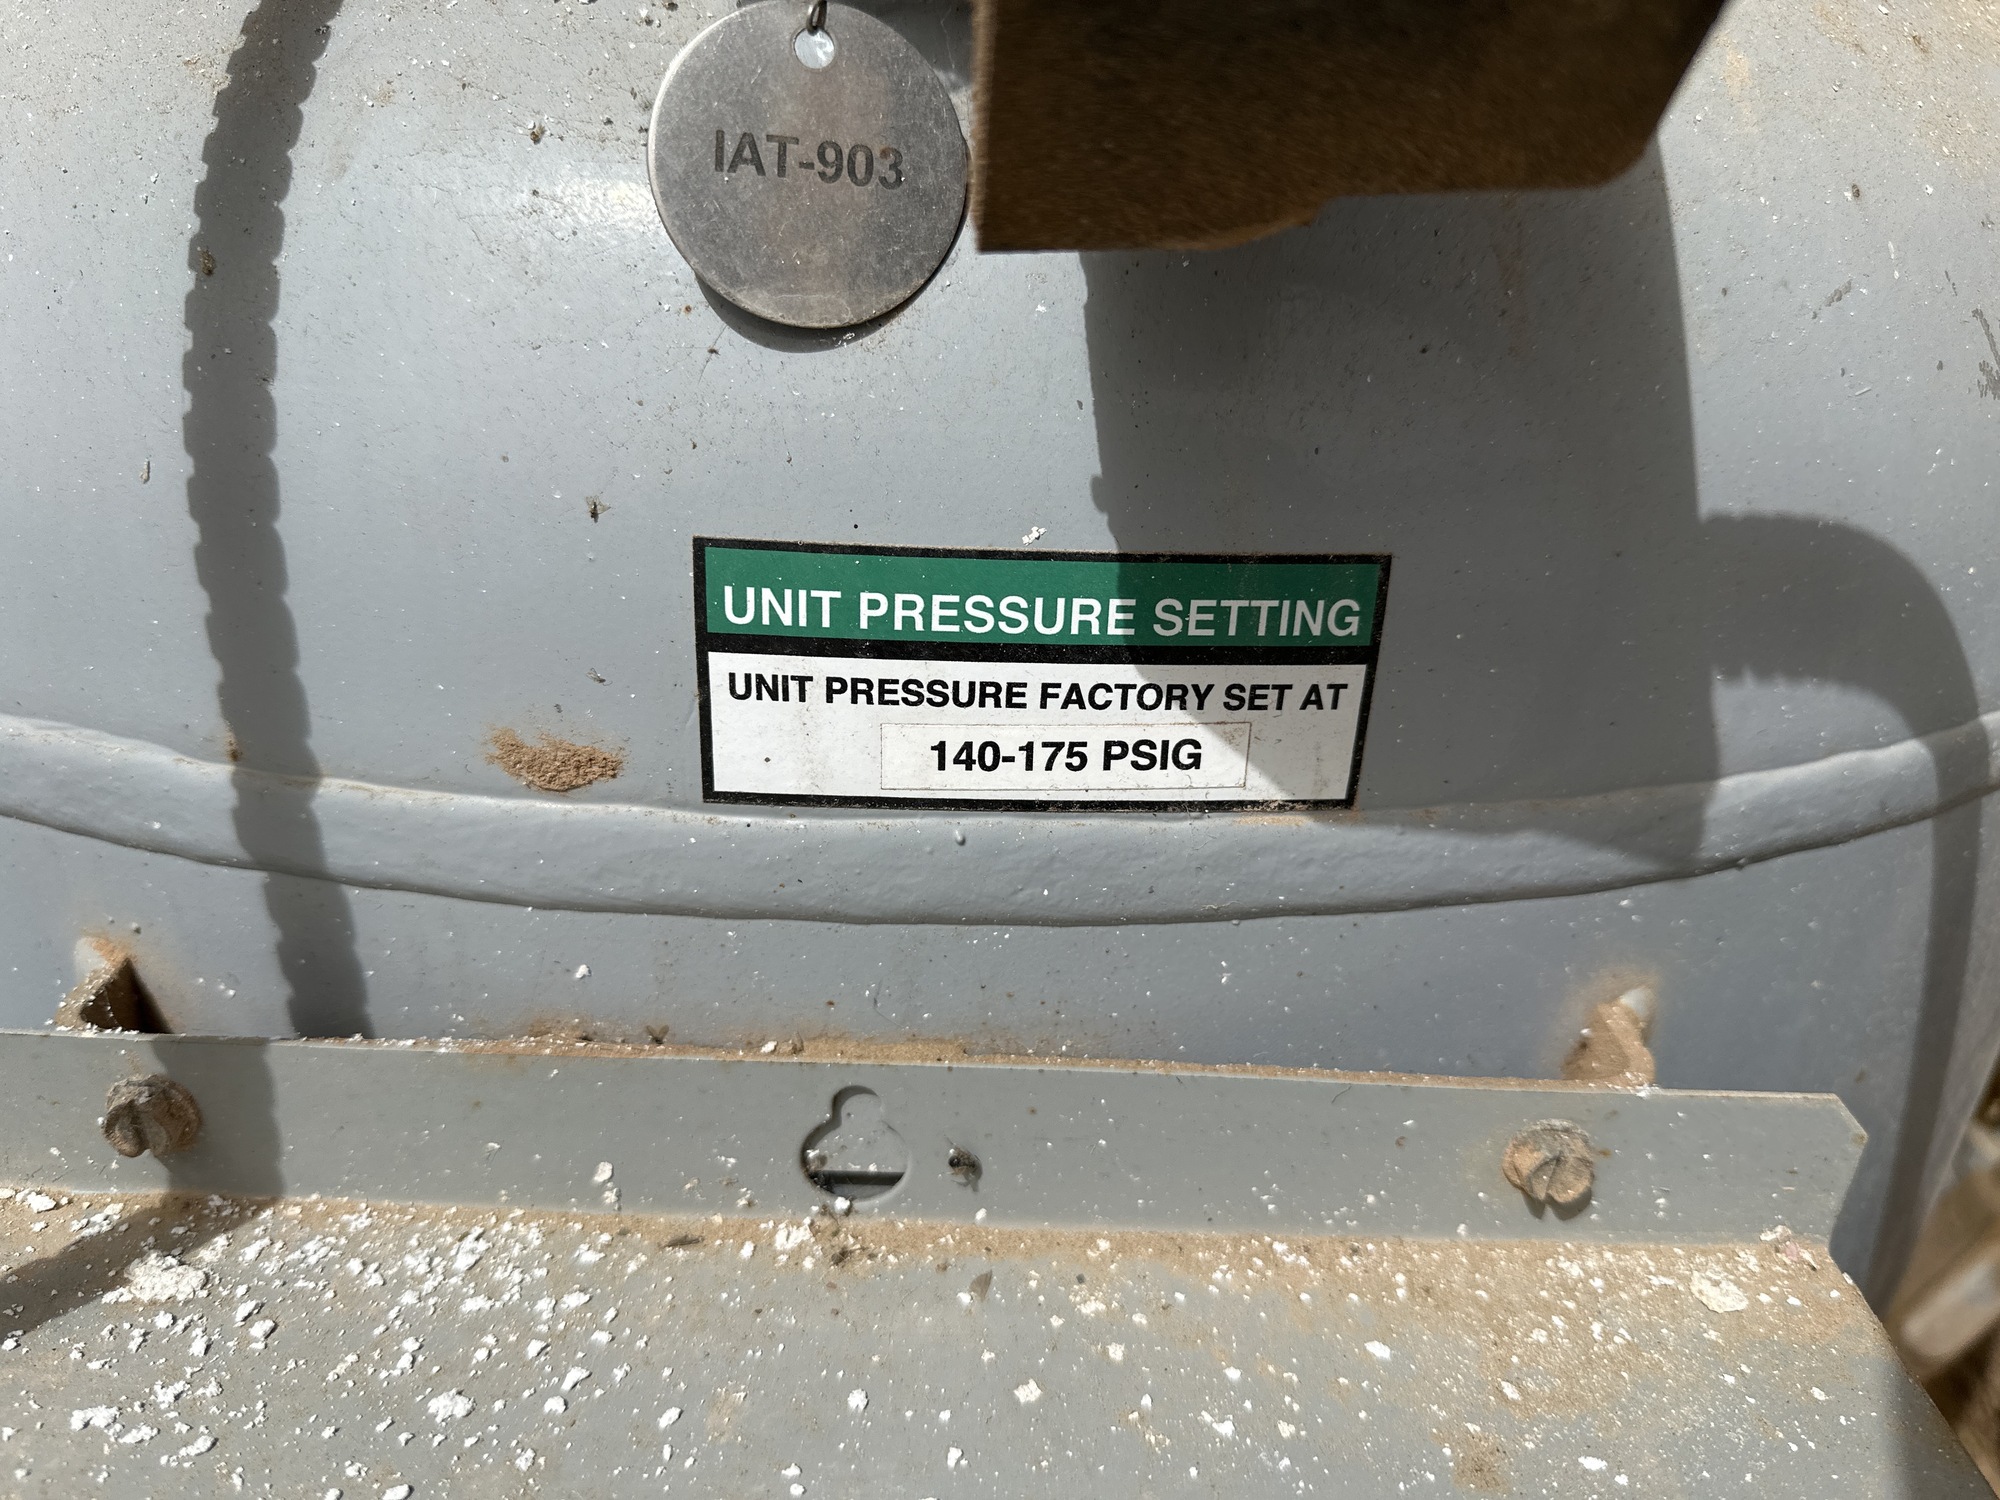 IAT-903
UNIT PRESSURE SETTING
UNIT PRESSURE FACTORY SET AT
140-175 PSIG